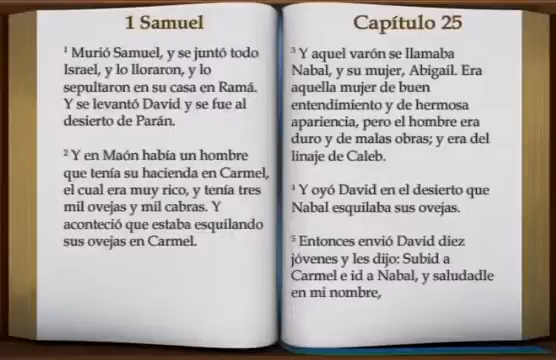 1 Samuel
¹ Murió Samuel, y se juntó todo
Israel, y lo lloraron, y lo
sepultaron en su casa en Ramá.
Y se levantó David y se fue al
desierto de Parán.
² Y en Maón había un hombre
que tenía su hacienda en Carmel,
el cual era muy rico, y tenía tres
mil ovejas y mil cabras. Y
aconteció que estaba esquilando
sus ovejas en Carmel.
Capítulo 25
³ Y aquel varón se llamaba
Nabal, y su mujer, Abigail. Era
aquella mujer de buen
entendimiento y de hermosa
apariencia, pero el hombre era
duro y de malas obras; y era del
linaje de Caleb.
⁴ Y oyó David en el desierto que
Nabal esquilaba sus ovejas.
⁵ Entonces envió David diez
jóvenes y les dijo: Subid a
Carmel e id a Nabal, y saludadle
en mi nombre,